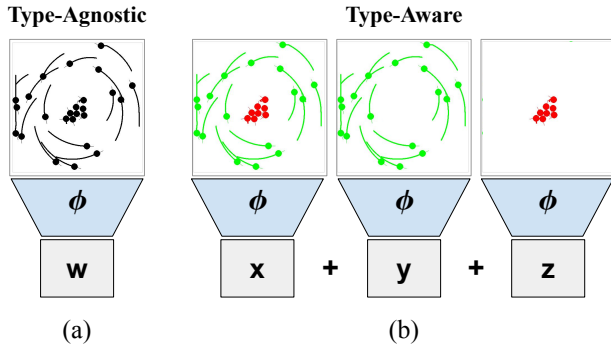 Type-Agnostic
Type-Aware
ϕ
ϕ
ϕ
ϕ
w
x + y + z
(a)
(b)